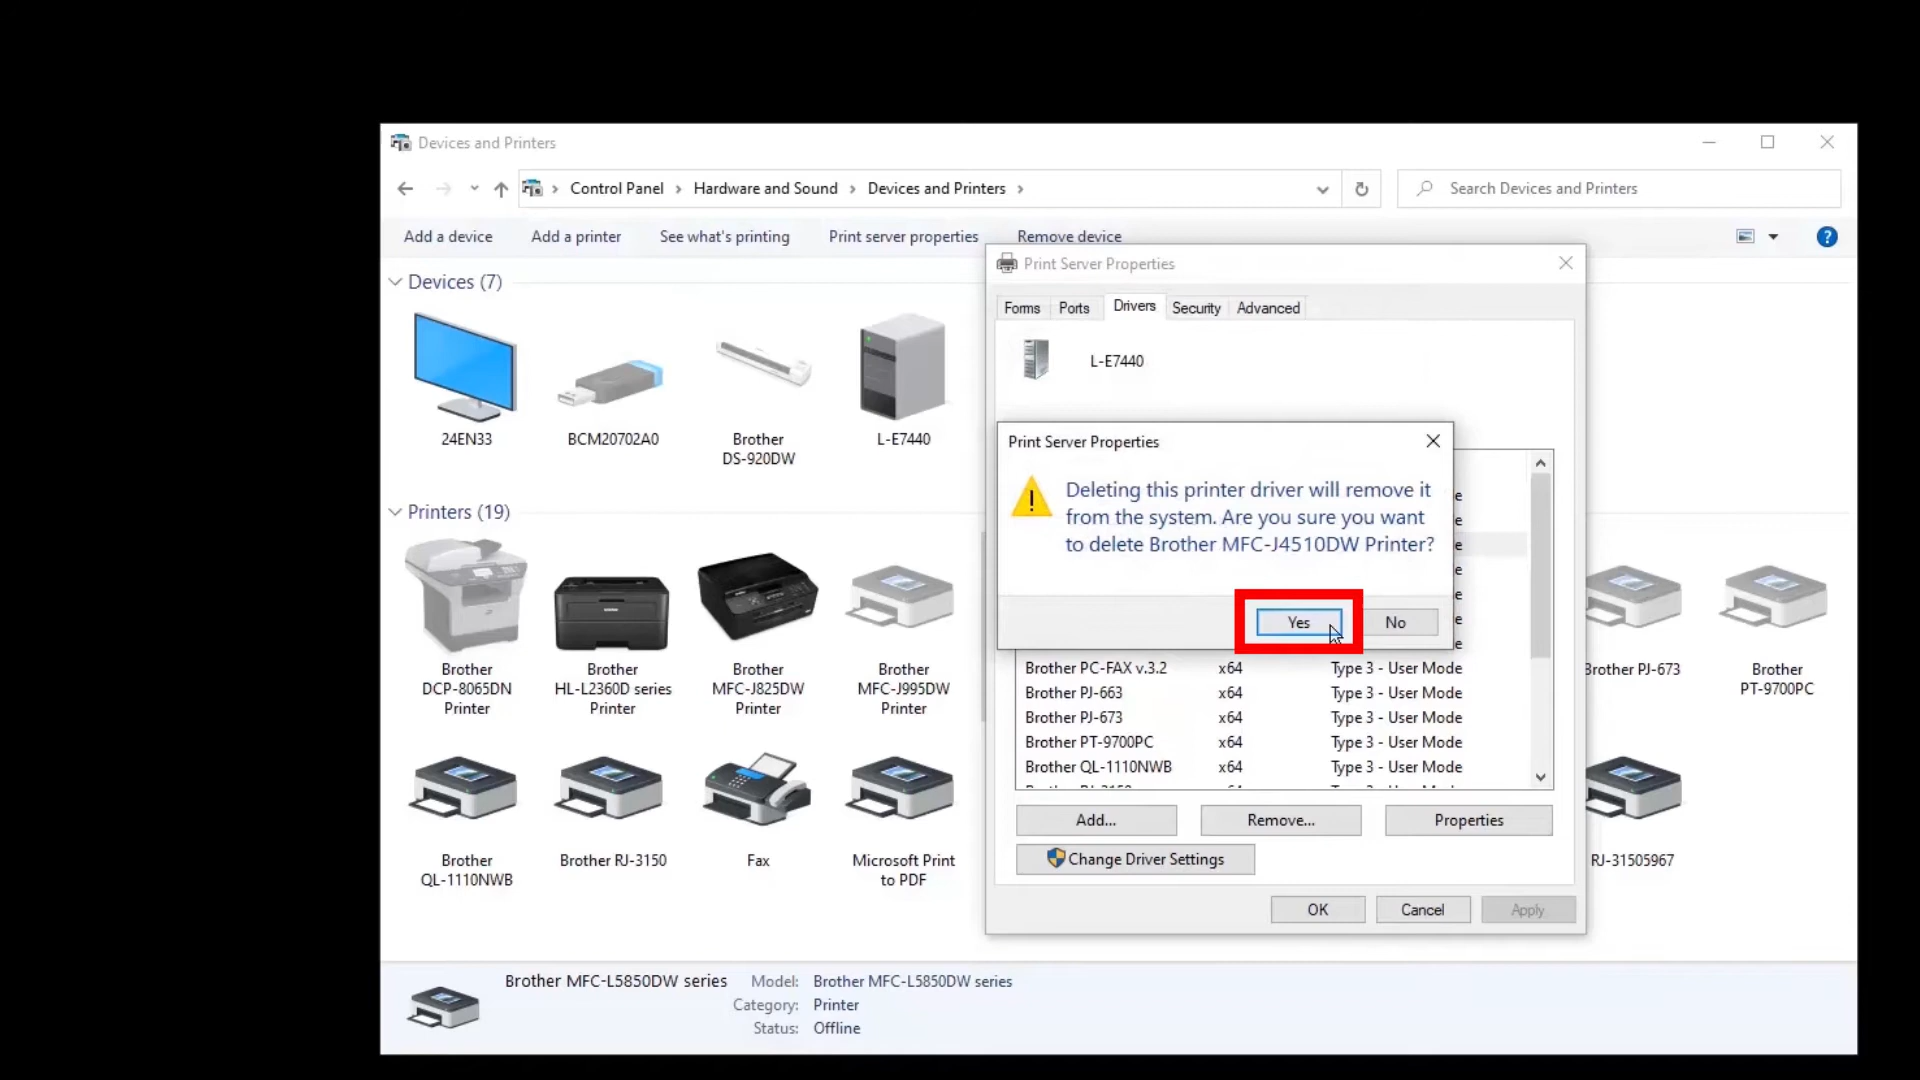 Devices and Printers
Control Panel > Hardware and Sound > Devices and Printers >
Search Devices and Printers
Add a device
Add a printer
See what's printing
Print server properties
Remove device
Devices (7)
24EN33
BCM20702A0
Brother
DS-920DW
L-E7440
Printers (19)
Brother
DCP-8065DN
Printer
Brother
HL-L2360D series
Printer
Brother
MFC-J825DW
Printer
Brother
MFC-J995DW
Printer
Brother PJ-673
Brother
PT-9700PC
Brother
QL-1110NWB
Brother RJ-3150
Fax
Microsoft Print
to PDF
RJ-31505967
Print Server Properties
Forms
Ports
Drivers
Security
Advanced
L-E7440
Print Server Properties
Deleting this printer driver will remove it
from the system. Are you sure you want
to delete Brother MFC-J4510DW Printer?
Yes
No
Brother PC-FAX v.3.2 x64 Type 3 - User Mode
Brother PJ-663 x64 Type 3 - User Mode
Brother PJ-673 x64 Type 3 - User Mode
Brother PT-9700PC x64 Type 3 - User Mode
Brother QL-1110NWB x64 Type 3 - User Mode
Add...
Remove...
Properties
Change Driver Settings
OK
Cancel
Apply
Brother MFC-L5850DW series
Model: Brother MFC-L5850DW series
Category: Printer
Status: Offline